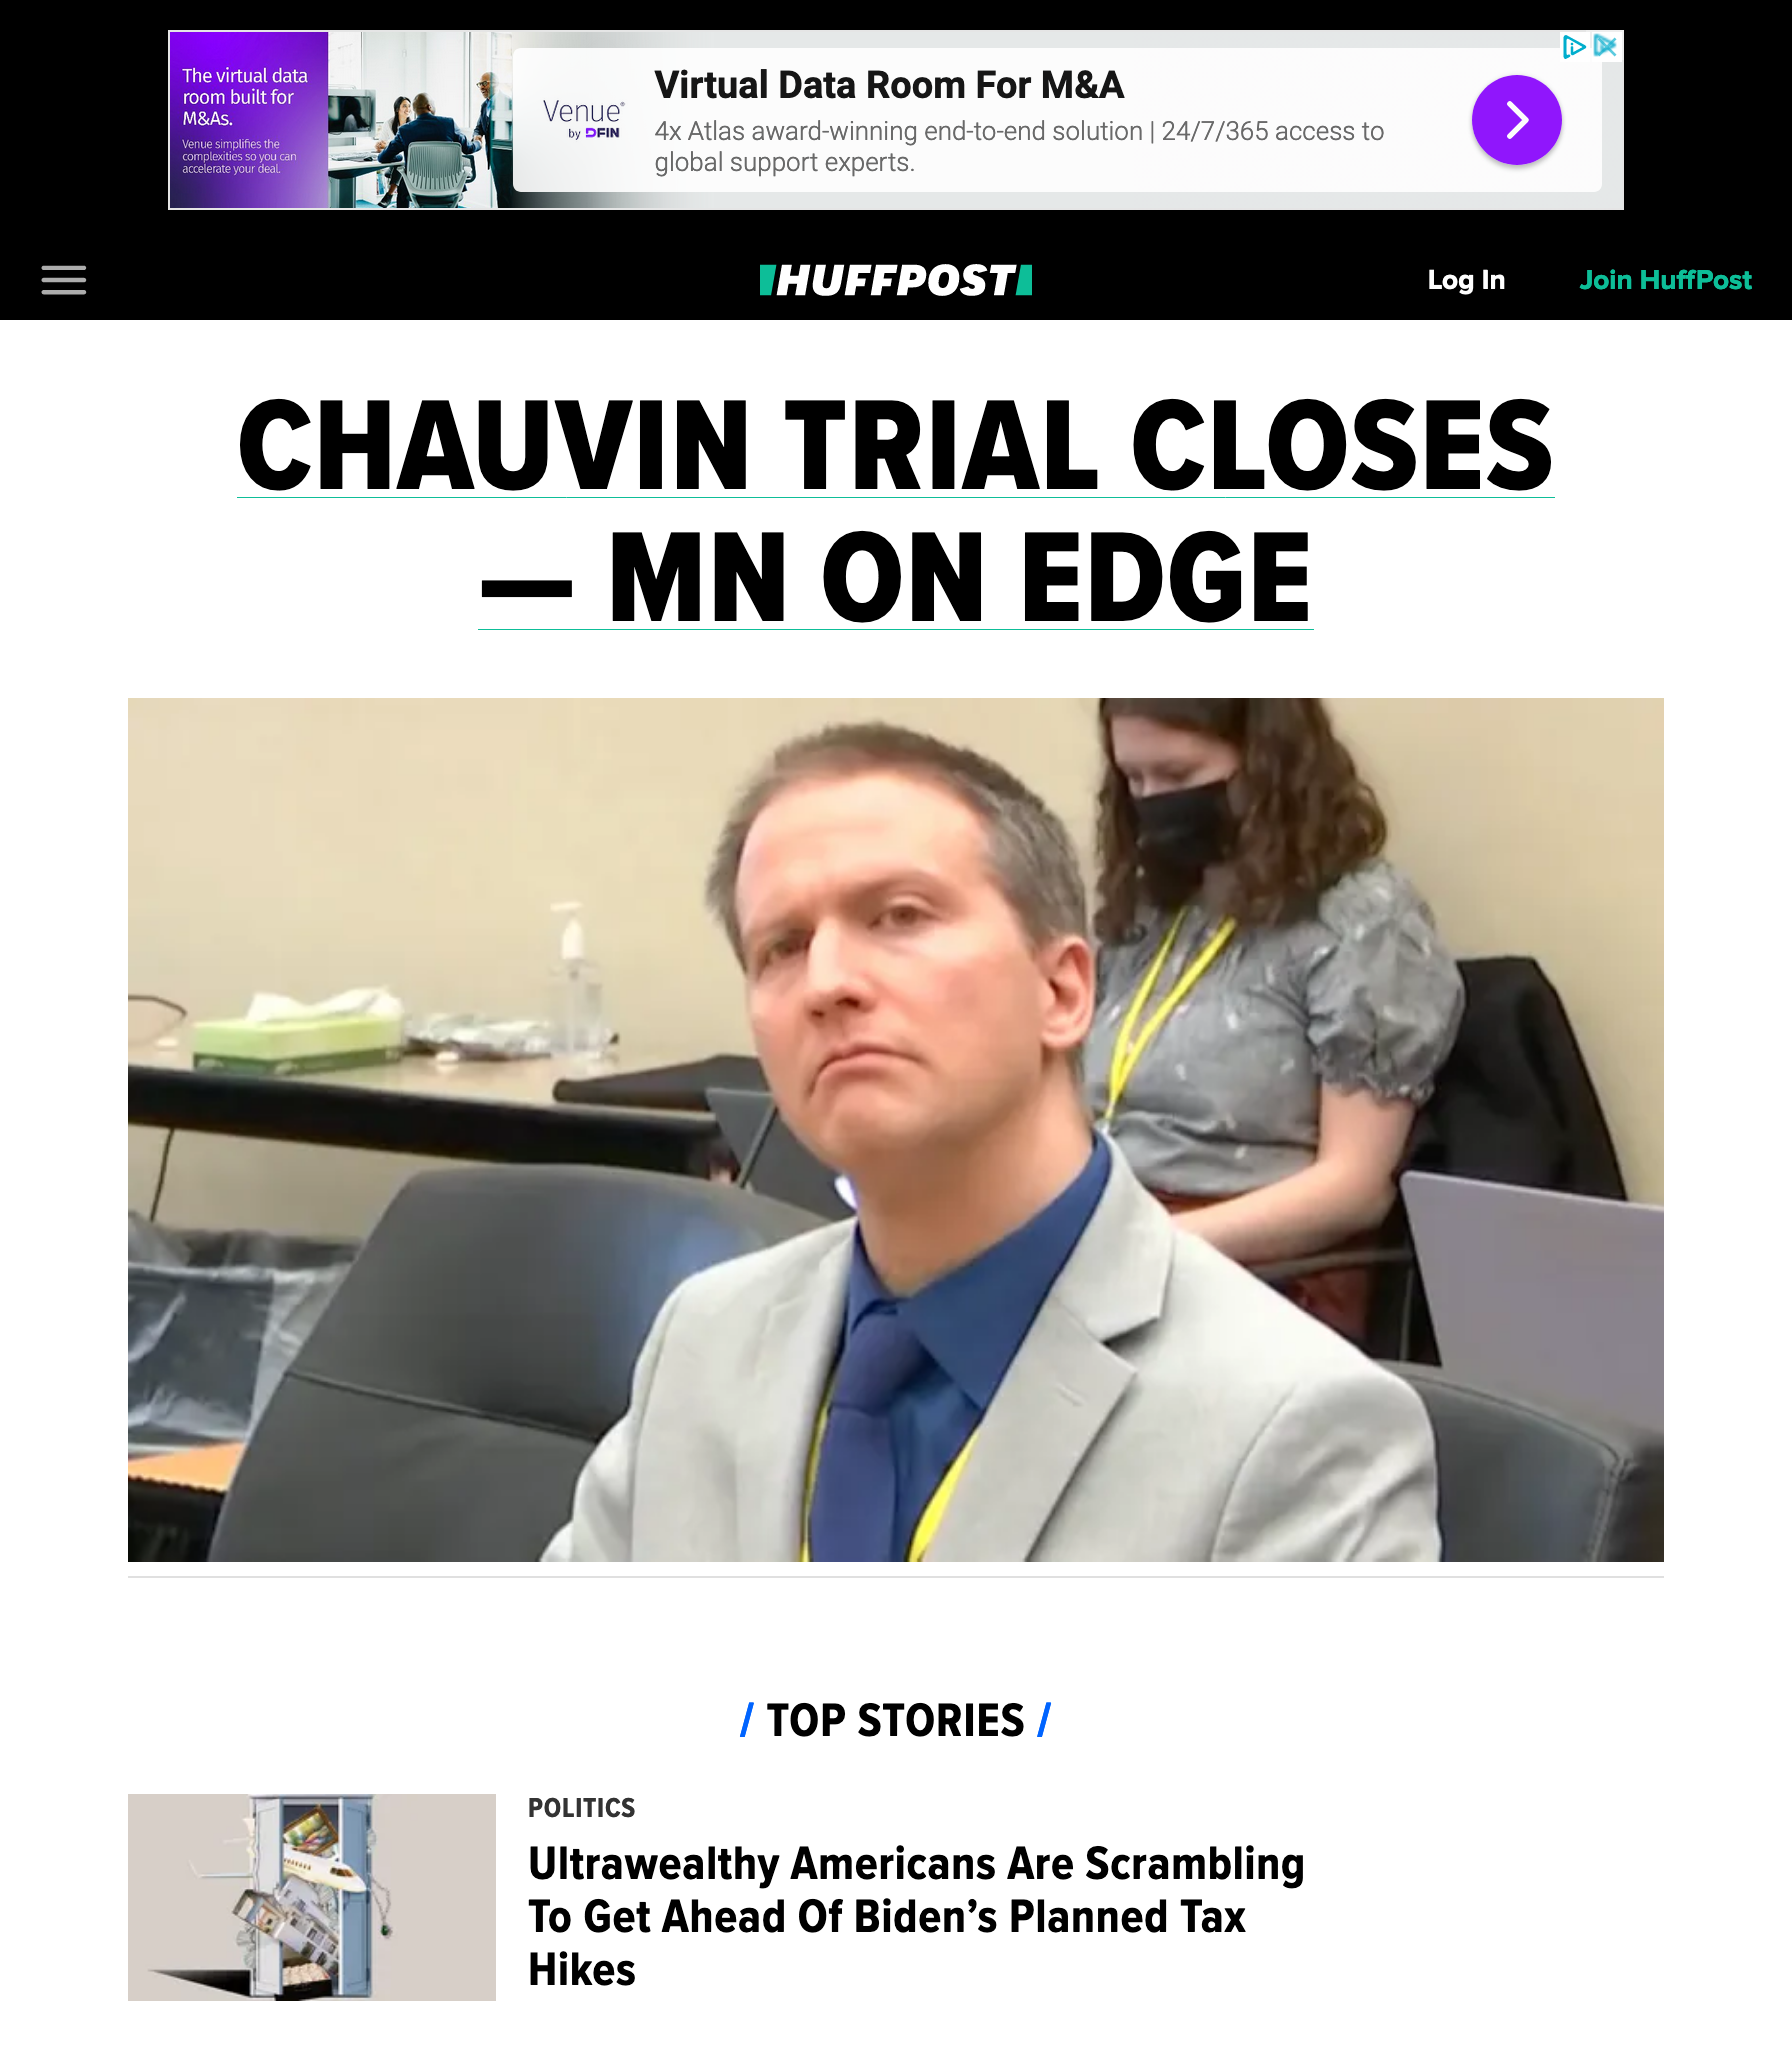 The virtual data
room built for
M&As.
Venue simplifies the
complexities so you can
accelerate your deal.
Venue®
by DFIN
Virtual Data Room For M&A
4x Atlas award-winning end-to-end solution | 24/7/365 access to
global support experts.
HUFFPOST
Log In
Join HuffPost
CHAUVIN TRIAL CLOSES
— MN ON EDGE
/ TOP STORIES /
POLITICS
Ultrawealthy Americans Are Scrambling
To Get Ahead Of Biden’s Planned Tax
Hikes